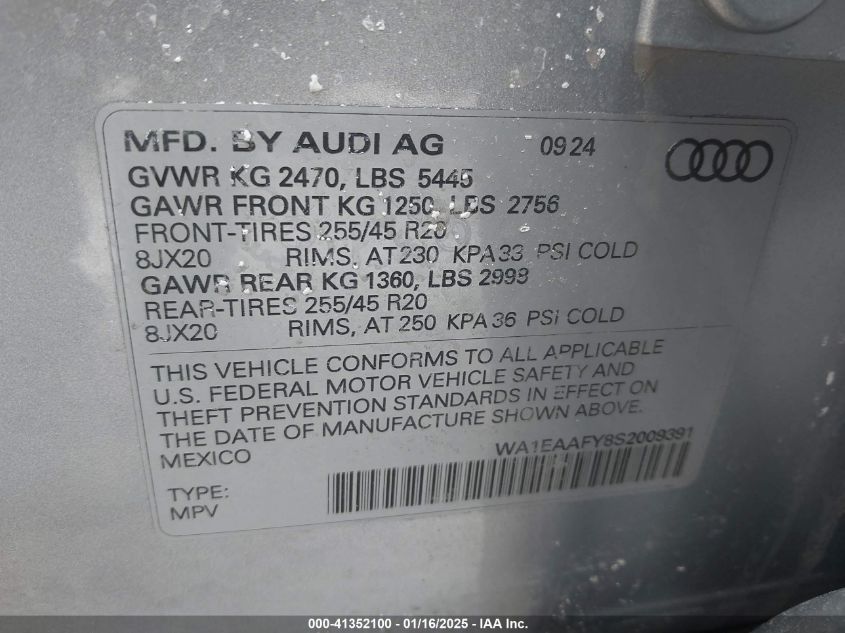 MFD. BY AUDI AG 09 24
GVWR KG 2470, LBS 5445
GAWR FRONT KG 1250, LBS 2756
FRONT-TIRES 255/45 R20
8JX20 RIMS, AT 230 KPA 33 PSI COLD
GAWR REAR KG 1360, LBS 2998
REAR-TIRES 255/45 R20
8JX20 RIMS, AT 250 KPA 36 PSI COLD
THIS VEHICLE CONFORMS TO ALL APPLICABLE
U.S. FEDERAL MOTOR VEHICLE SAFETY AND
THEFT PREVENTION STANDARDS IN EFFECT ON
THE DATE OF MANUFACTURE SHOWN ABOVE.
MEXICO WA1EAAFY8S2009391
TYPE:
MPV
000-41352100 - 01/16/2025 - IAA Inc.